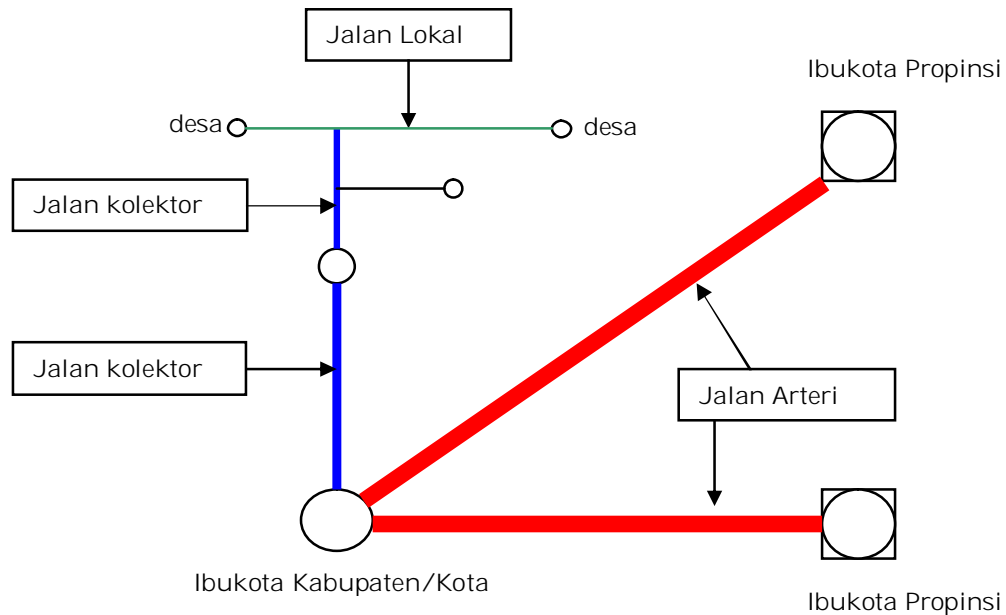 Jalan Lokal
Ibukota Propinsi
desa
desa
Jalan kolektor
Jalan kolektor
Jalan Arteri
Ibukota Kabupaten/Kota
Ibukota Propinsi